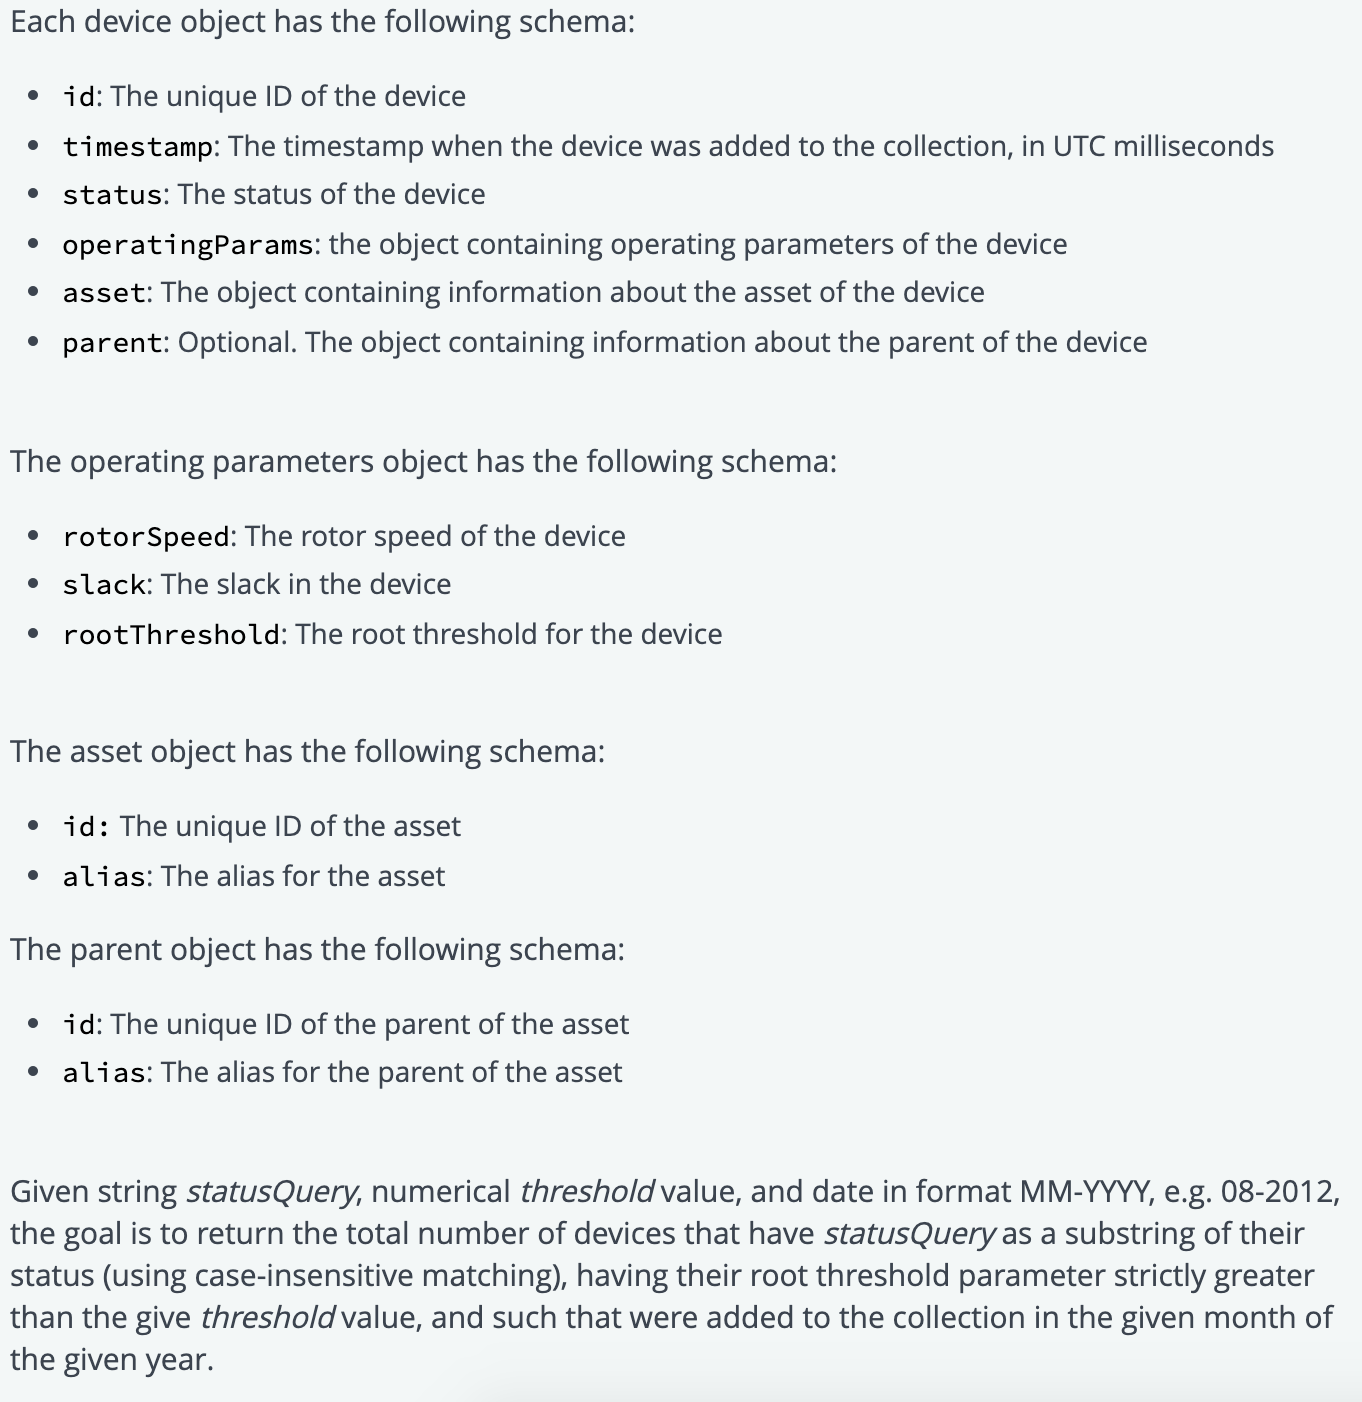 Each device object has the following schema:
• id: The unique ID of the device
• timestamp: The timestamp when the device was added to the collection, in UTC milliseconds
• status: The status of the device
• operatingParams: the object containing operating parameters of the device
• asset: The object containing information about the asset of the device
• parent: Optional. The object containing information about the parent of the device
The operating parameters object has the following schema:
• rotorSpeed: The rotor speed of the device
• slack: The slack in the device
• rootThreshold: The root threshold for the device
The asset object has the following schema:
• id: The unique ID of the asset
• alias: The alias for the asset
The parent object has the following schema:
• id: The unique ID of the parent of the asset
• alias: The alias for the parent of the asset
Given string statusQuery, numerical threshold value, and date in format MM-YYYY, e.g. 08-2012,
the goal is to return the total number of devices that have statusQuery as a substring of their
status (using case-insensitive matching), having their root threshold parameter strictly greater
than the give threshold value, and such that were added to the collection in the given month of
the given year.